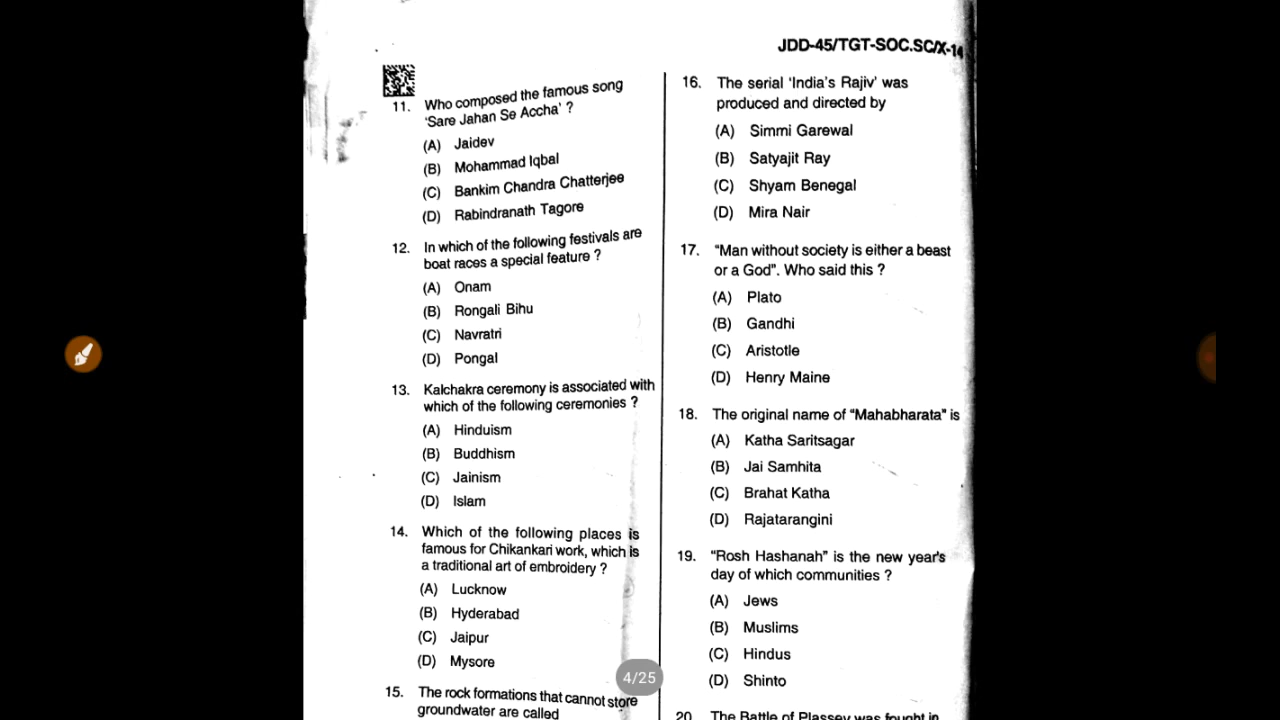 JDD-45/TGT-SOC.SC/X-14
11. Who composed the famous song
‘Sare Jahan Se Accha’ ?
(A) Jaidev
(B) Mohammad Iqbal
(C) Bankim Chandra Chatterjee
(D) Rabindranath Tagore
12. In which of the following festivals are
boat races a special feature ?
(A) Onam
(B) Rongali Bihu
(C) Navratri
(D) Pongal
13. Kalchakra ceremony is associated with
which of the following ceremonies ?
(A) Hinduism
(B) Buddhism
(C) Jainism
(D) Islam
14. Which of the following places is
famous for Chikankari work, which is
a traditional art of embroidery ?
(A) Lucknow
(B) Hyderabad
(C) Jaipur
(D) Mysore
15. The rock formations that cannot store
groundwater are called
16. The serial ‘India’s Rajiv’ was
produced and directed by
(A) Simmi Garewal
(B) Satyajit Ray
(C) Shyam Benegal
(D) Mira Nair
17. “Man without society is either a beast
or a God”. Who said this ?
(A) Plato
(B) Gandhi
(C) Aristotle
(D) Henry Maine
18. The original name of “Mahabharata” is
(A) Katha Saritsagar
(B) Jai Samhita
(C) Brahat Katha
(D) Rajatarangini
19. “Rosh Hashanah” is the new year’s
day of which communities ?
(A) Jews
(B) Muslims
(C) Hindus
(D) Shinto
20. The Battle of Plassey was fought in
4/25